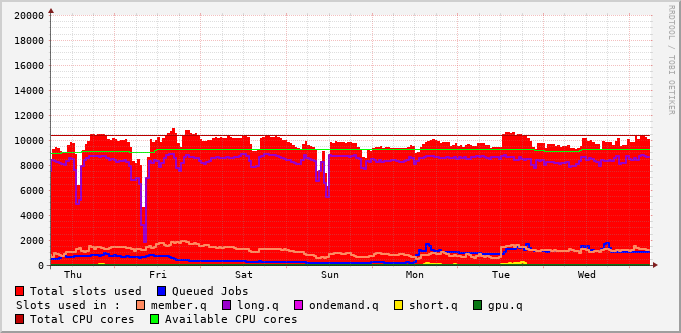 RRDTOOL / TOBI OETIKER
20000
18000
16000
14000
12000
10000
8000
6000
4000
2000
0
Thu Fri Sat Sun Mon Tue Wed
Total slots used Queued Jobs
Slots used in : member.q long.q ondemand.q short.q gpu.q
Total CPU cores Available CPU cores